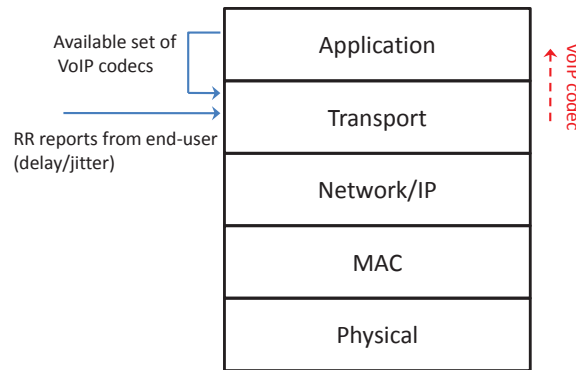 Available set of
VoIP codecs
RR reports from end-user
(delay/jitter)
Application
Transport
Network/IP
MAC
Physical
VoIP codec